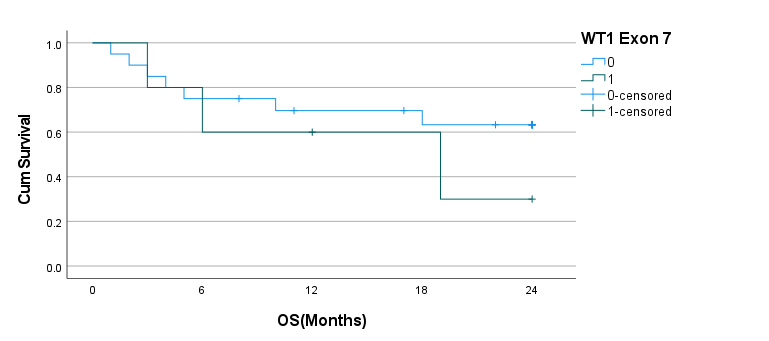 WT1 Exon 7
0
1
0-censored
1-censored
Cum Survival
1.0
0.8
0.6
0.4
0.2
0.0
0 6 12 18 24
OS(Months)